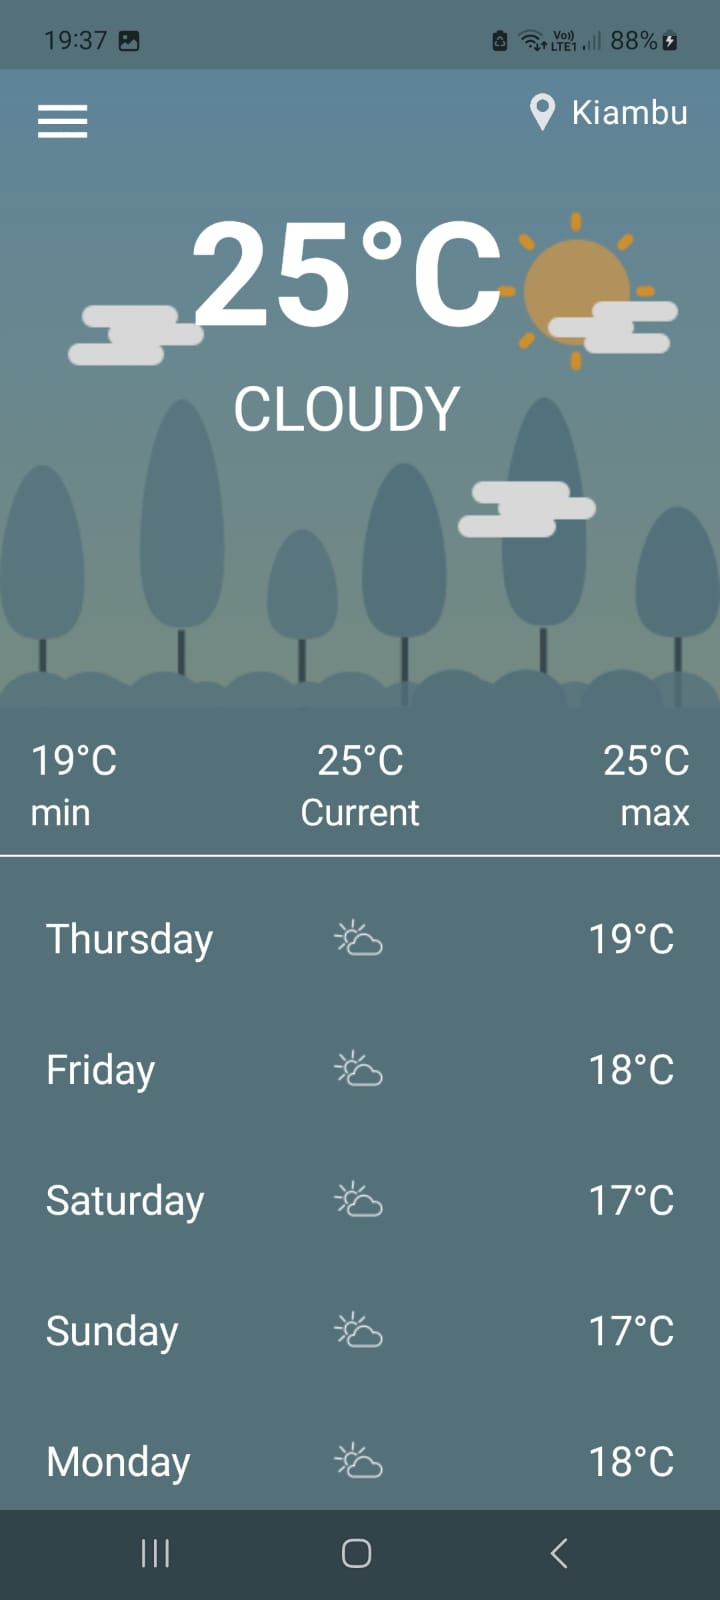 19:37 Vo)) LTE1 88%
Kiambu
25°C
CLOUDY
19°C 25°C 25°C
min Current max
Thursday 19°C
Friday 18°C
Saturday 17°C
Sunday 17°C
Monday 18°C